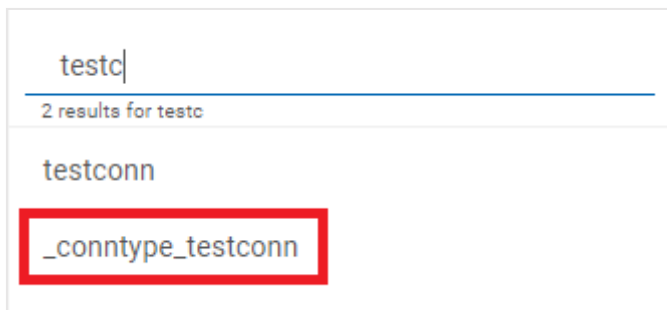 testc
2 results for testc
testconn
_conntype_testconn